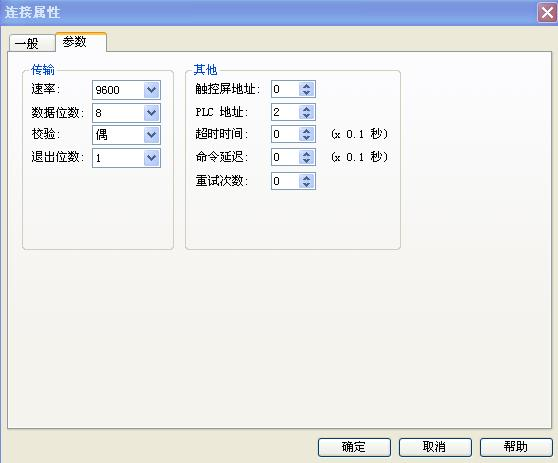 连接属性
一般
参数
传输
速率: 9600
数据位数: 8
校验: 偶
退出位数: 1
其他
触控屏地址: 0
PLC 地址: 2
超时时间: 0 (x 0.1 秒)
命令延迟: 0 (x 0.1 秒)
重试次数: 0
确定
取消
帮助